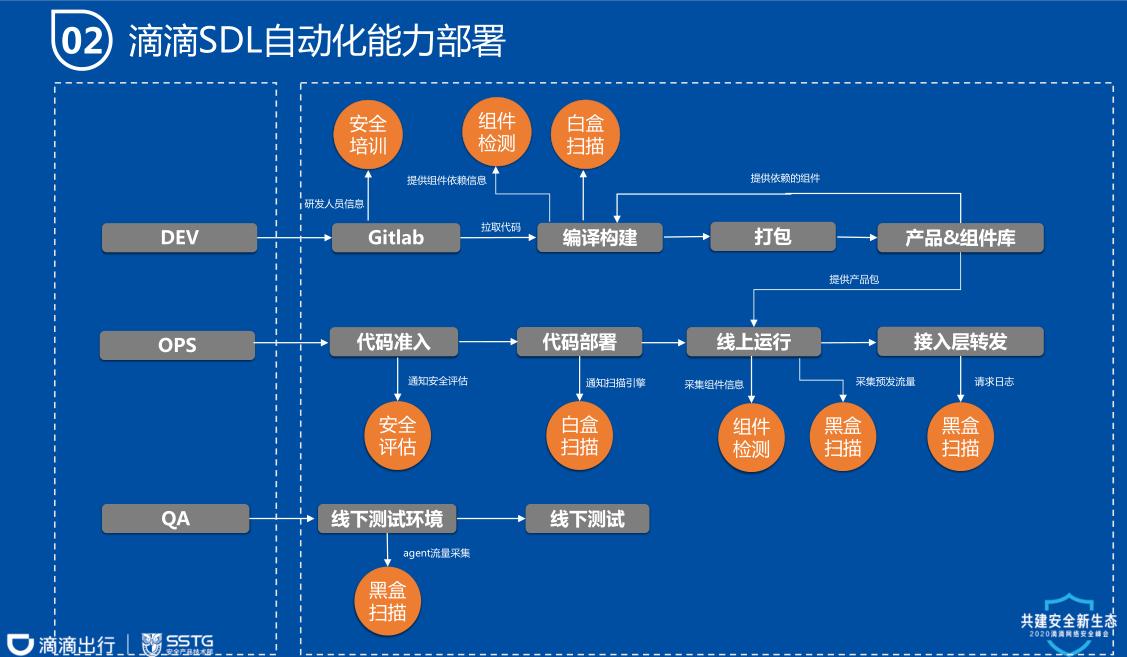 02 滴滴SDL自动化能力部署
安全
培训
组件
检测
白盒
扫描
提供组件依赖信息
提供依赖的组件
研发人员信息
拉取代码
DEV
Gitlab
编译构建
打包
产品&组件库
提供产品包
OPS
代码准入
代码部署
线上运行
接入层转发
通知安全评估
通知扫描引擎
采集组件信息
采集预发流量
请求日志
安全
评估
白盒
扫描
组件
检测
黑盒
扫描
黑盒
扫描
QA
线下测试环境
线下测试
agent流量采集
黑盒
扫描
滴滴出行
SSTG
安全产品技术部
共建安全新生态
2020滴滴网络安全峰会